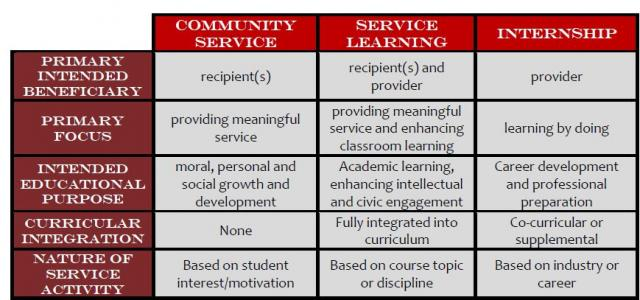 COMMUNITY SERVICE
SERVICE LEARNING
INTERNSHIP
PRIMARY INTENDED BENEFICIARY
recipient(s)
recipient(s) and
provider
provider
PRIMARY FOCUS
providing meaningful
service
providing meaningful
service and enhancing
classroom learning
learning by doing
INTENDED EDUCATIONAL PURPOSE
moral, personal and
social growth and
development
Academic learning,
enhancing intellectual
and civic engagement
Career development
and professional
preparation
CURRICULAR INTEGRATION
None
Fully integrated into
curriculum
Co-curricular or
supplemental
NATURE OF SERVICE ACTIVITY
Based on student
interest/motivation
Based on course topic
or discipline
Based on industry or
career